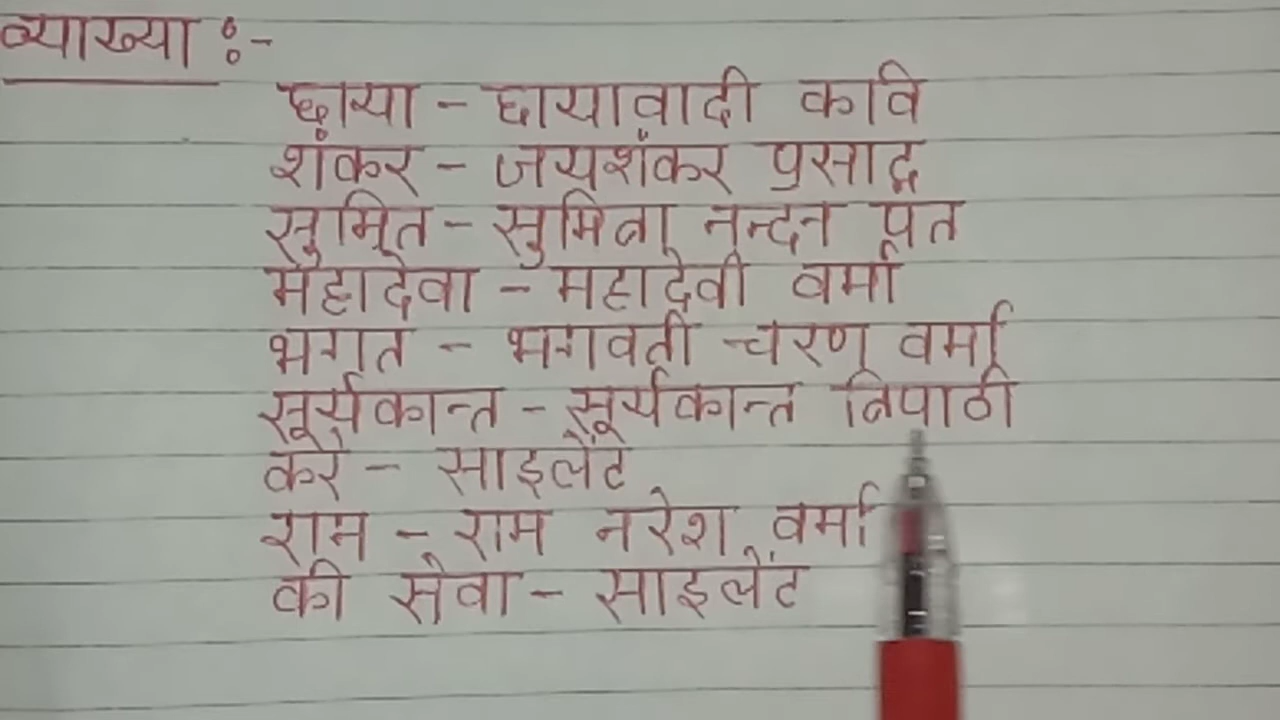 व्याख्या :-
छाया - छायावादी कवि
शंकर - जयशंकर प्रसाद
सुमित - सुमित्रा नन्दन पंत
महादेवा - महादेवी वर्मा
भगत - भगवती चरण वर्मा
सूर्यकान्त - सूर्यकान्त त्रिपाठी
करे - साइलेंट
राम - राम नरेश वर्मा
की सेवा - साइलेंट